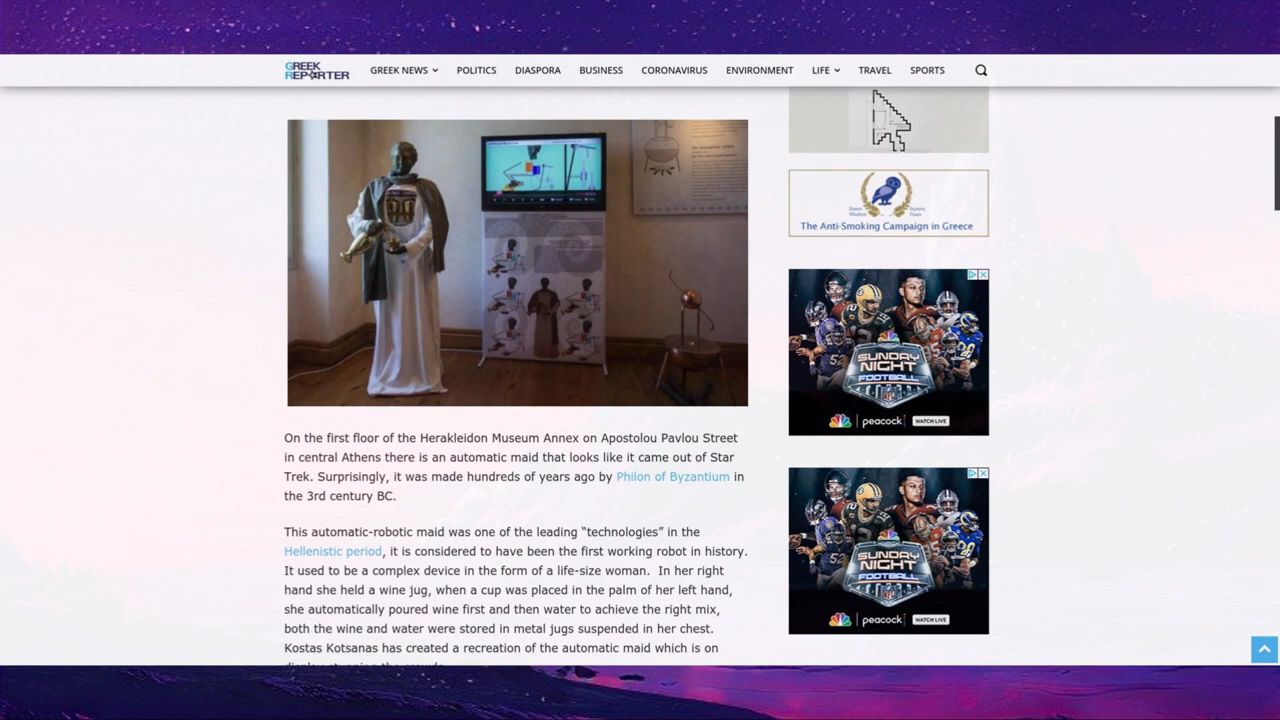 GREEK
REPORTER
GREEK NEWS
POLITICS
DIASPORA
BUSINESS
CORONAVIRUS
ENVIRONMENT
LIFE
TRAVEL
SPORTS
The Anti-Smoking Campaign in Greece
SUNDAY
NIGHT
FOOTBALL
NFL
peacock
WATCH LIVE
On the first floor of the Herakleidon Museum Annex on Apostolou Pavlou Street
in central Athens there is an automatic maid that looks like it came out of Star
Trek. Surprisingly, it was made hundreds of years ago by Philon of Byzantium in
the 3rd century BC.
This automatic-robotic maid was one of the leading “technologies” in the
Hellenistic period, it is considered to have been the first working robot in history.
It used to be a complex device in the form of a life-size woman.  In her right
hand she held a wine jug, when a cup was placed in the palm of her left hand,
she automatically poured wine first and then water to achieve the right mix,
both the wine and water were stored in metal jugs suspended in her chest.
Kostas Kotsanas has created a recreation of the automatic maid which is on
SUNDAY
NIGHT
FOOTBALL
NFL
peacock
WATCH LIVE